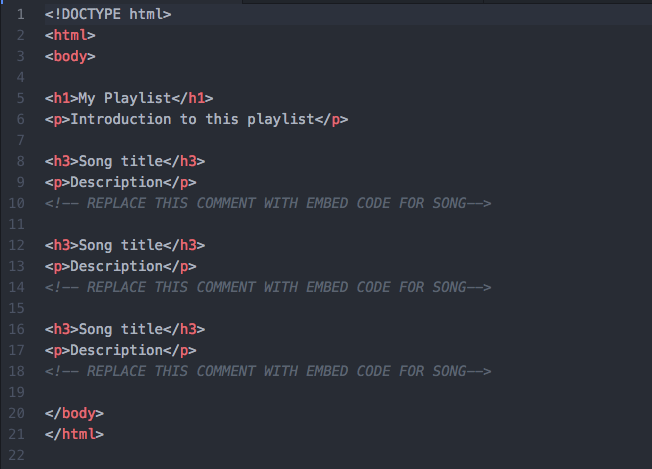 1 <!DOCTYPE html>
2 <html>
3 <body>
4
5 <h1>My Playlist</h1>
6 <p>Introduction to this playlist</p>
7
8 <h3>Song title</h3>
9 <p>Description</p>
10 <!-- REPLACE THIS COMMENT WITH EMBED CODE FOR SONG-->
11
12 <h3>Song title</h3>
13 <p>Description</p>
14 <!-- REPLACE THIS COMMENT WITH EMBED CODE FOR SONG-->
15
16 <h3>Song title</h3>
17 <p>Description</p>
18 <!-- REPLACE THIS COMMENT WITH EMBED CODE FOR SONG-->
19
20 </body>
21 </html>
22